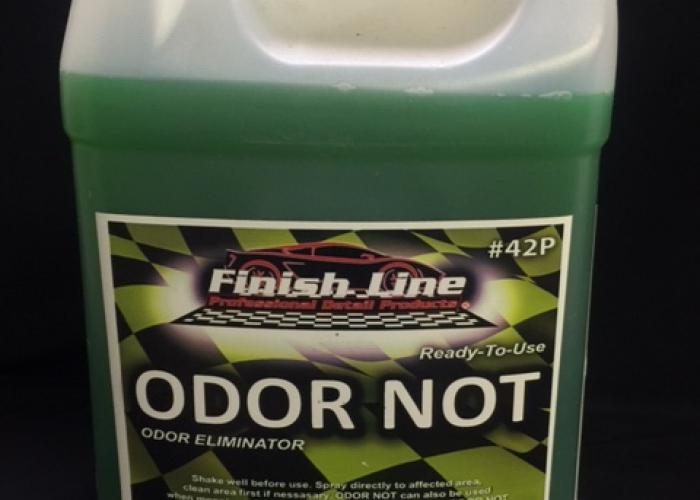 #42P
Finish Line
Professional Detail Products
Ready-To-Use
ODOR NOT
ODOR ELIMINATOR
Shake well before use. Spray directly to affected area,
clean area first if nessasary. ODOR NOT can also be used
when